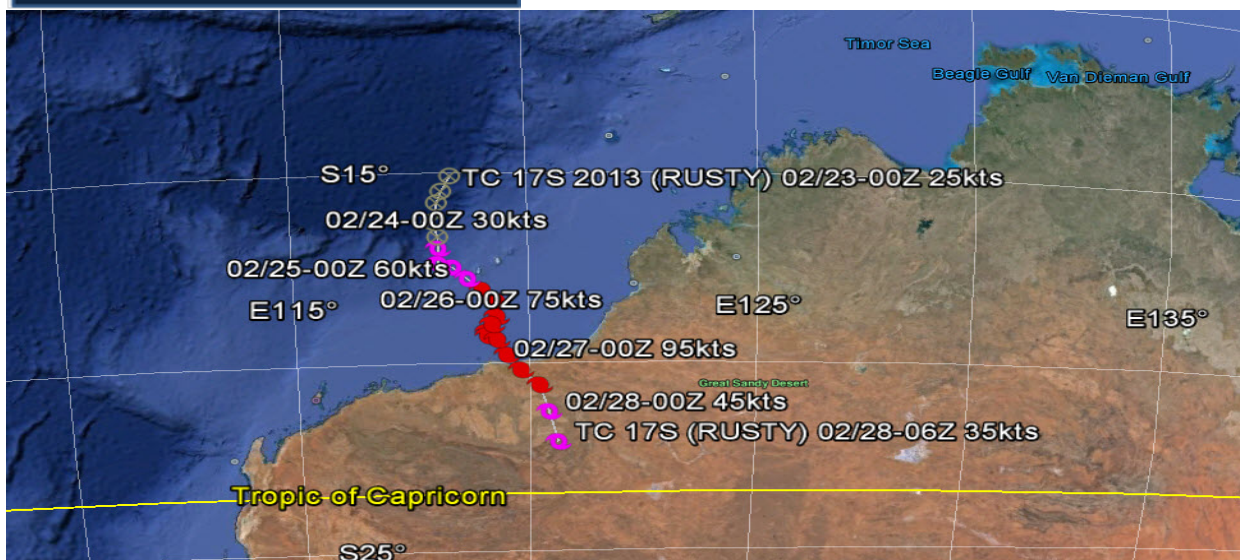 Timor Sea
Beagle Gulf
Van Dieman Gulf
S15°
TC 17S 2013 (RUSTY) 02/23-00Z 25kts
02/24-00Z 30kts
02/25-00Z 60kts
02/26-00Z 75kts
E115°
E125°
E135°
02/27-00Z 95kts
Great Sandy Desert
02/28-00Z 45kts
TC 17S (RUSTY) 02/28-06Z 35kts
Tropic of Capricorn
S25°